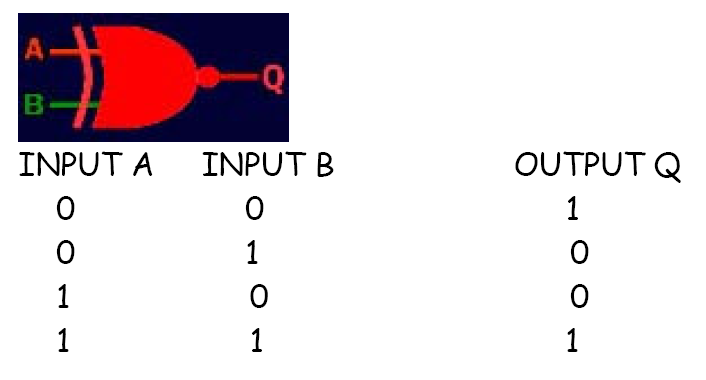 A
Q
B
INPUT A INPUT B OUTPUT Q
0 0 1
0 1 0
1 0 0
1 1 1